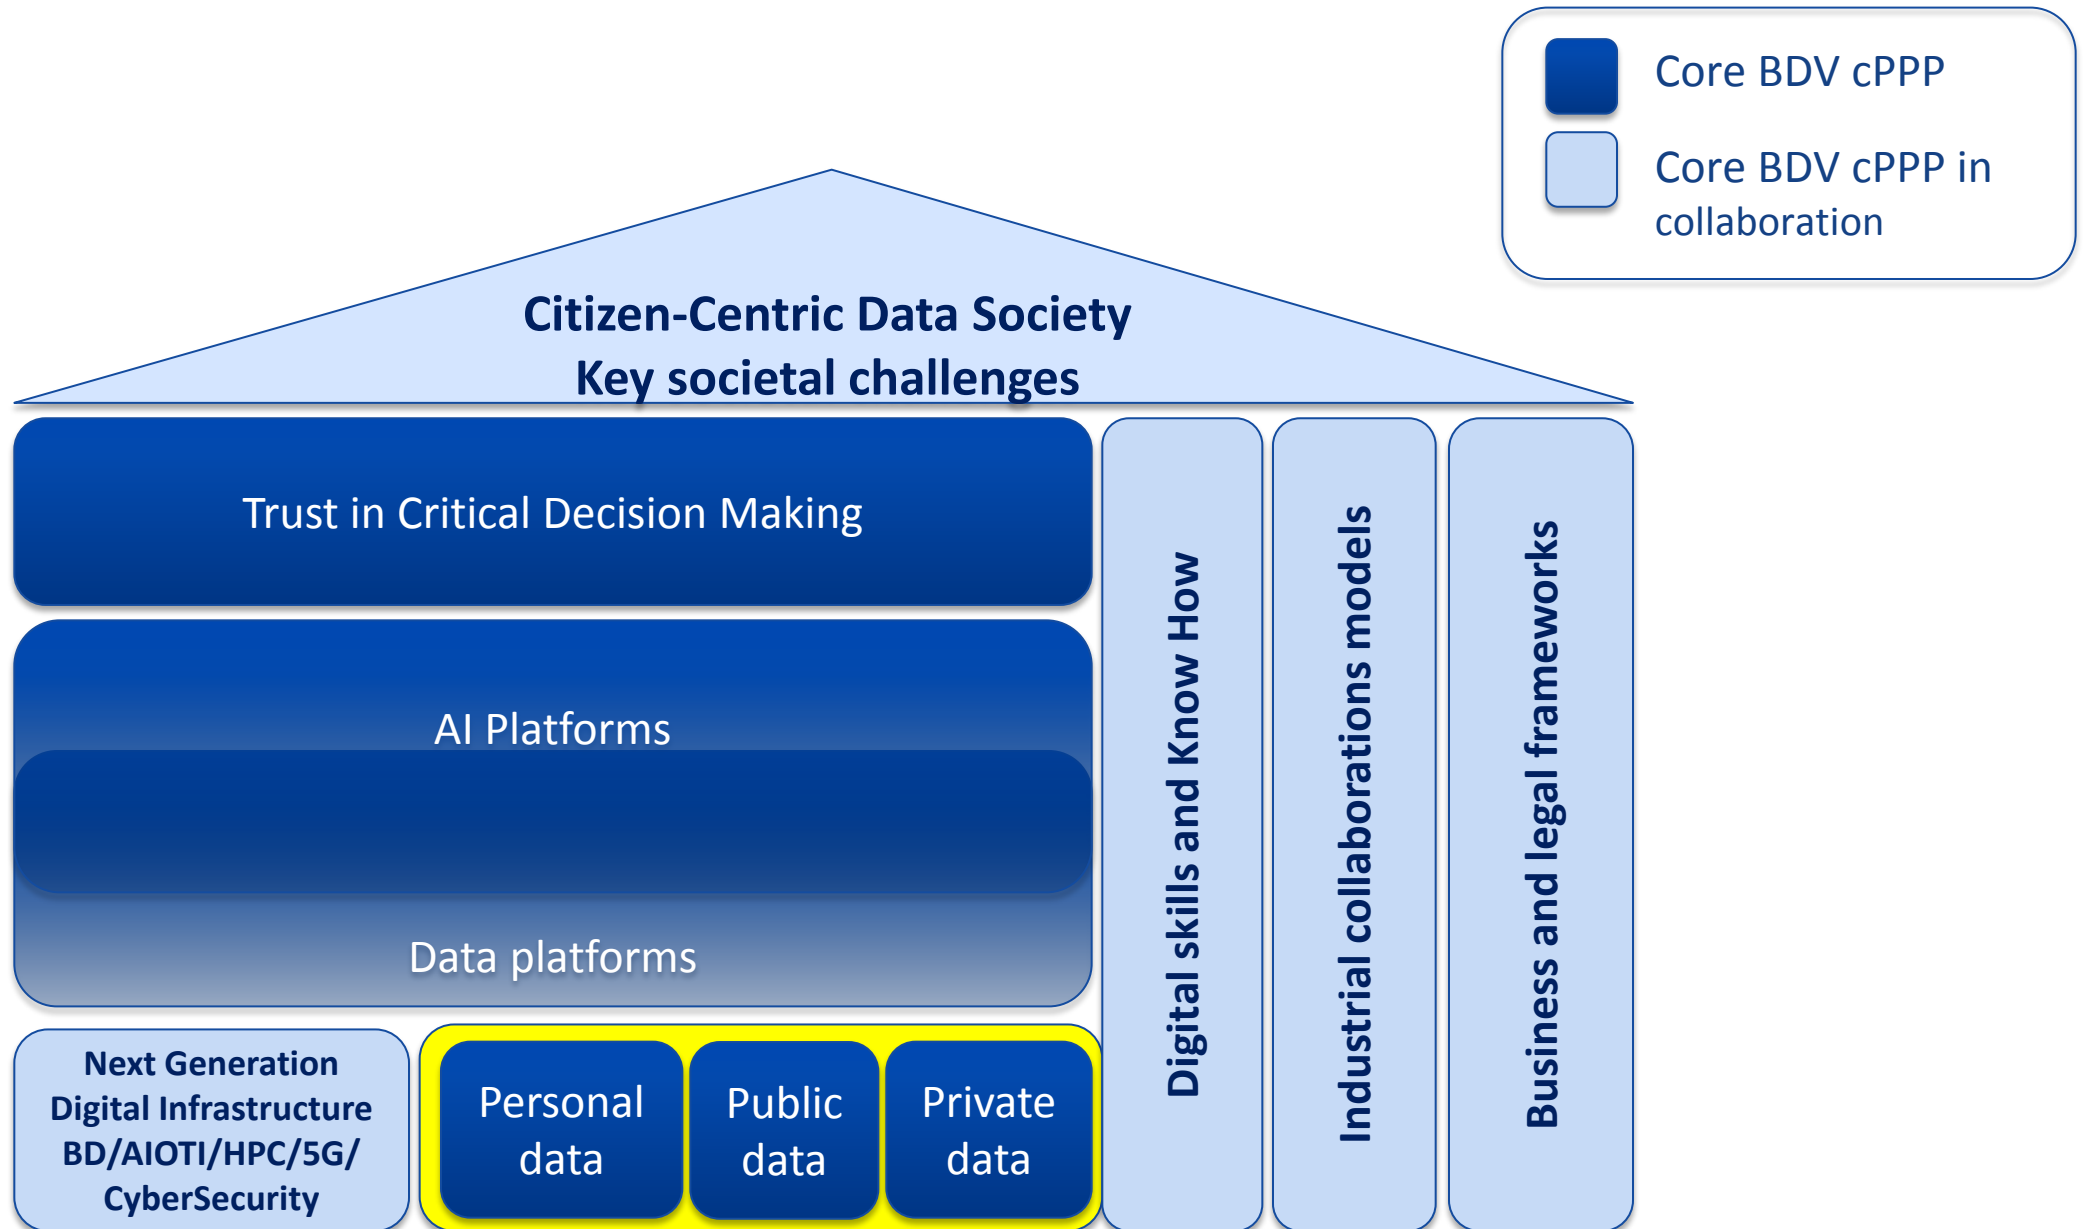 Core BDV cPPP
Core BDV cPPP in
collaboration
Citizen-Centric Data Society
Key societal challenges
Trust in Critical Decision Making
AI Platforms
Data platforms
Next Generation
Digital Infrastructure
BD/AIOTI/HPC/5G/
CyberSecurity
Personal
data
Public
data
Private
data
Digital skills and Know How
Industrial collaborations models
Business and legal frameworks